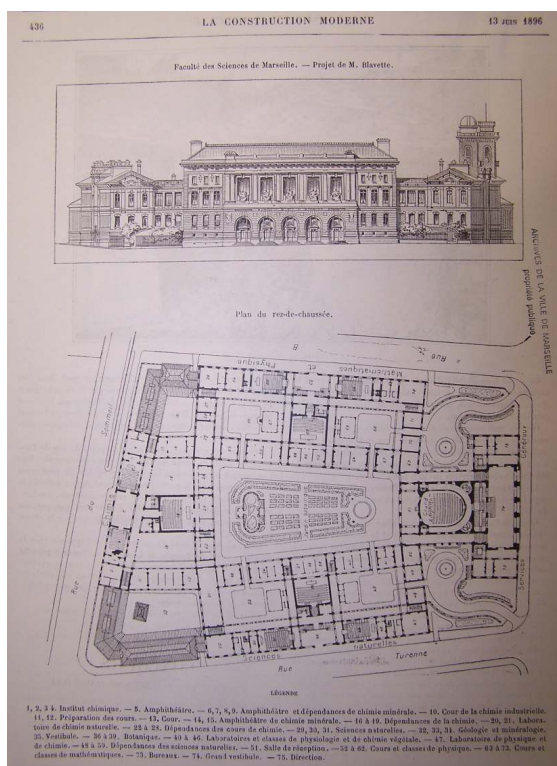 436
LA CONSTRUCTION MODERNE
13 JUIN 1896
Faculté des Sciences de Marseille. — Projet de M. Blavette.
ARCHIVES DE LA VILLE DE MARSEILLE
propriété publique
Plan du rez-de-chaussée.
Rue
Physique et Mathématiques
Rue du Sommeil
Chimie
Services Généraux
Sciences naturelles
Rue Turenne
LÉGENDE
1, 2, 3 4. Institut chimique. — 5. Amphithéâtre. — 6, 7, 8, 9. Amphithéâtre et dépendances de chimie minérale. — 10. Cour de la chimie industrielle.
11, 12. Préparation des cours. — 13. Cour. — 14, 15. Amphithéâtre de chimie minérale. — 16 à 19. Dépendances de la chimie. — 20, 21. Labora-
toire de chimie naturelle. — 22 à 28. Dépendances des cours de chimie. — 29, 30, 31. Sciences naturelles. — 32, 33, 34. Géologie et minéralogie,
35. Vestibule. — 36 à 39. Botanique. — 40 à 46. Laboratoires et classes de physiologie et de chimie végétale. — 47. Laboratoire de physique et
de chimie. — 48 à 50. Dépendances des sciences naturelles. — 51. Salle de réception. — 52 à 62. Cours et classes de physique. — 63 à 72. Cours et
classes de mathématiques. — 73. Bureaux. — 74. Grand vestibule. — 75. Direction.